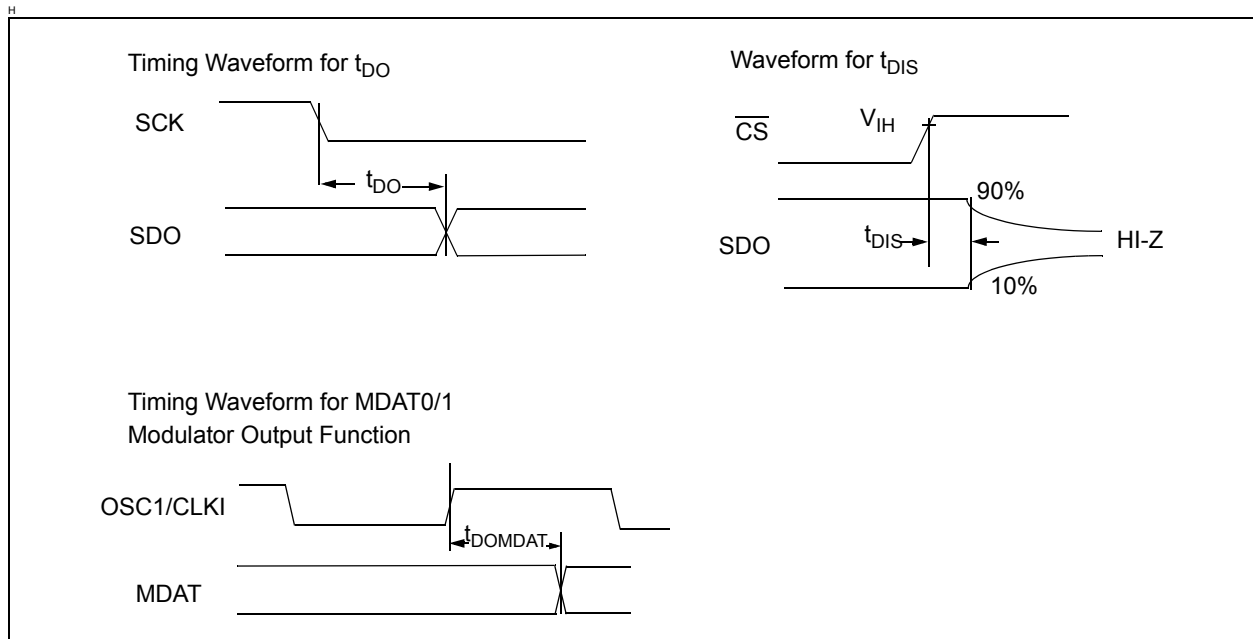 H
Timing Waveform for tDO
SCK
tDO
SDO
Waveform for tDIS
CS
VIH
90%
SDO
tDIS
HI-Z
10%
Timing Waveform for MDAT0/1
Modulator Output Function
OSC1/CLKI
tDOMDAT
MDAT